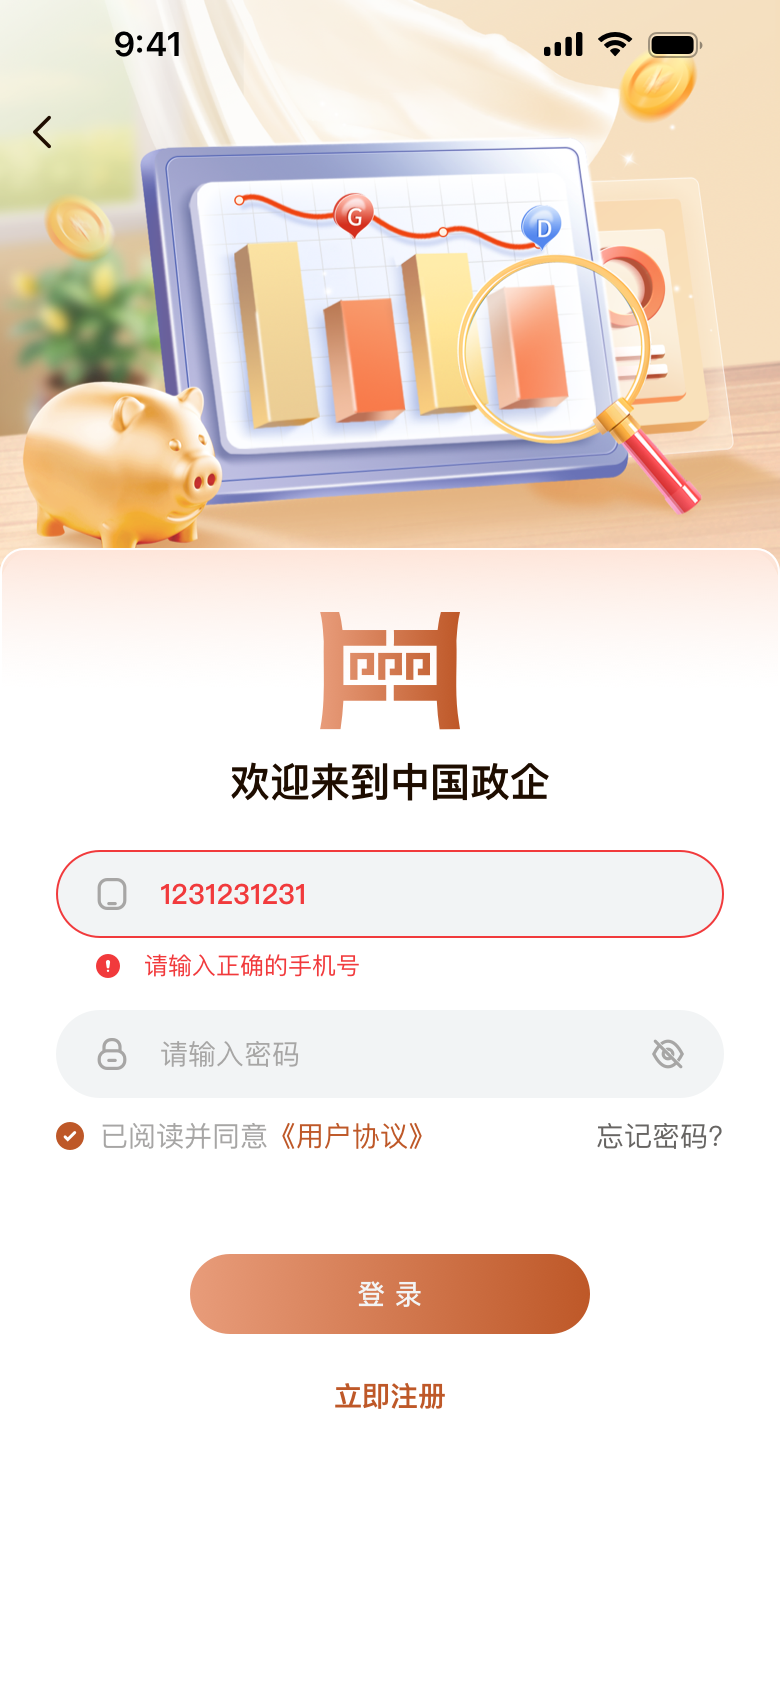 9:41
G
D
欢迎来到中国政企
1231231231
请输入正确的手机号
请输入密码
已阅读并同意《用户协议》 忘记密码?
登 录
立即注册